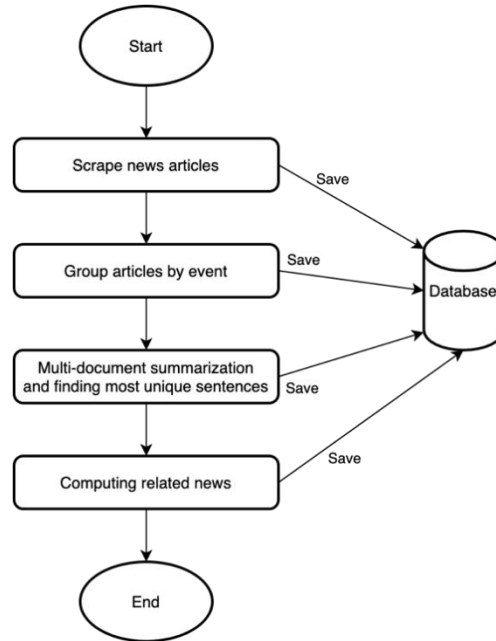 Start
Scrape news articles
Save
Group articles by event
Save
Database
Multi-document summarization
and finding most unique sentences
Save
Computing related news
Save
End